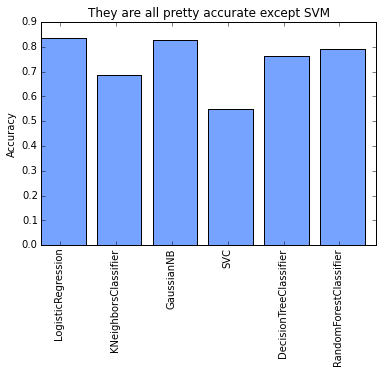 They are all pretty accurate except SVM
Accuracy
0.9
0.8
0.7
0.6
0.5
0.4
0.3
0.2
0.1
0.0
LogisticRegression
KNeighborsClassifier
GaussianNB
SVC
DecisionTreeClassifier
RandomForestClassifier